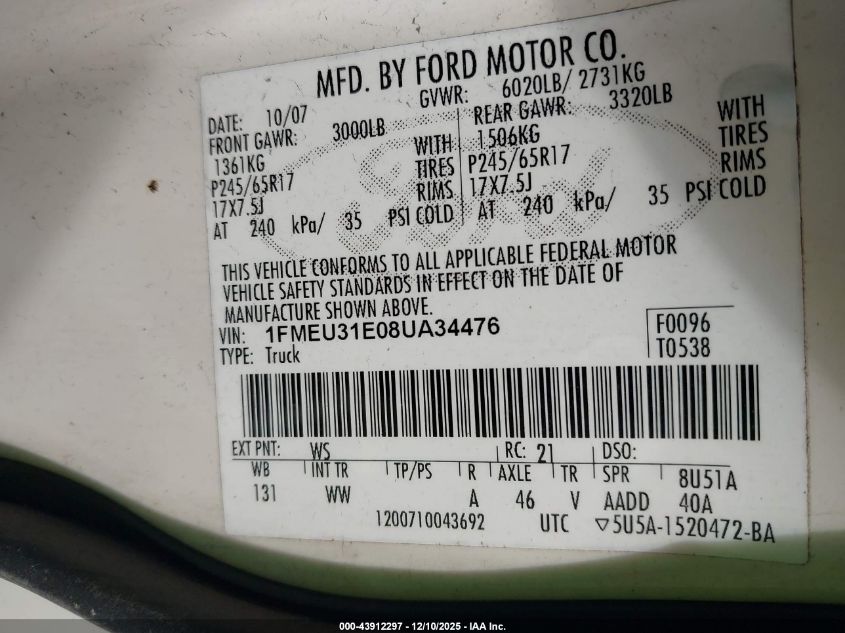 MFD. BY FORD MOTOR CO.
DATE: 10/07 GVWR: 6020LB/ 2731KG
FRONT GAWR: 3000LB REAR GAWR: 3320LB
1361KG WITH 1506KG WITH
P245/65R17 TIRES P245/65R17 TIRES
17X7.5J RIMS 17X7.5J RIMS
AT 240 kPa/ 35 PSI COLD AT 240 kPa/ 35 PSI COLD
THIS VEHICLE CONFORMS TO ALL APPLICABLE FEDERAL MOTOR
VEHICLE SAFETY STANDARDS IN EFFECT ON THE DATE OF
MANUFACTURE SHOWN ABOVE.
VIN: 1FMEU31E08UA34476 F0096
TYPE: Truck T0538
EXT PNT: WS RC: 21 DSO:
WB INT TR TP/PS R AXLE TR SPR 8U51A
131 WW A 46 V AADD 40A
1200710043692 UTC ▽5U5A-1520472-BA
Ford
000-43912297 - 12/10/2025 - IAA Inc.